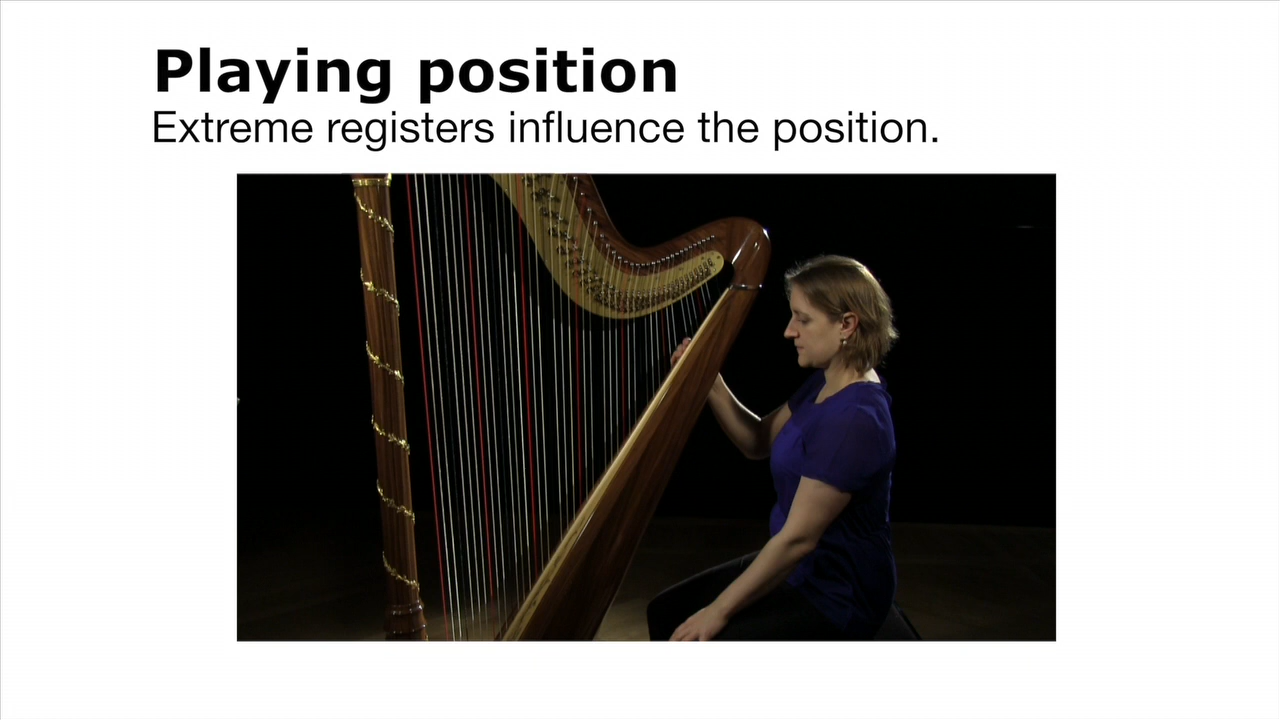 Playing position
Extreme registers influence the position.